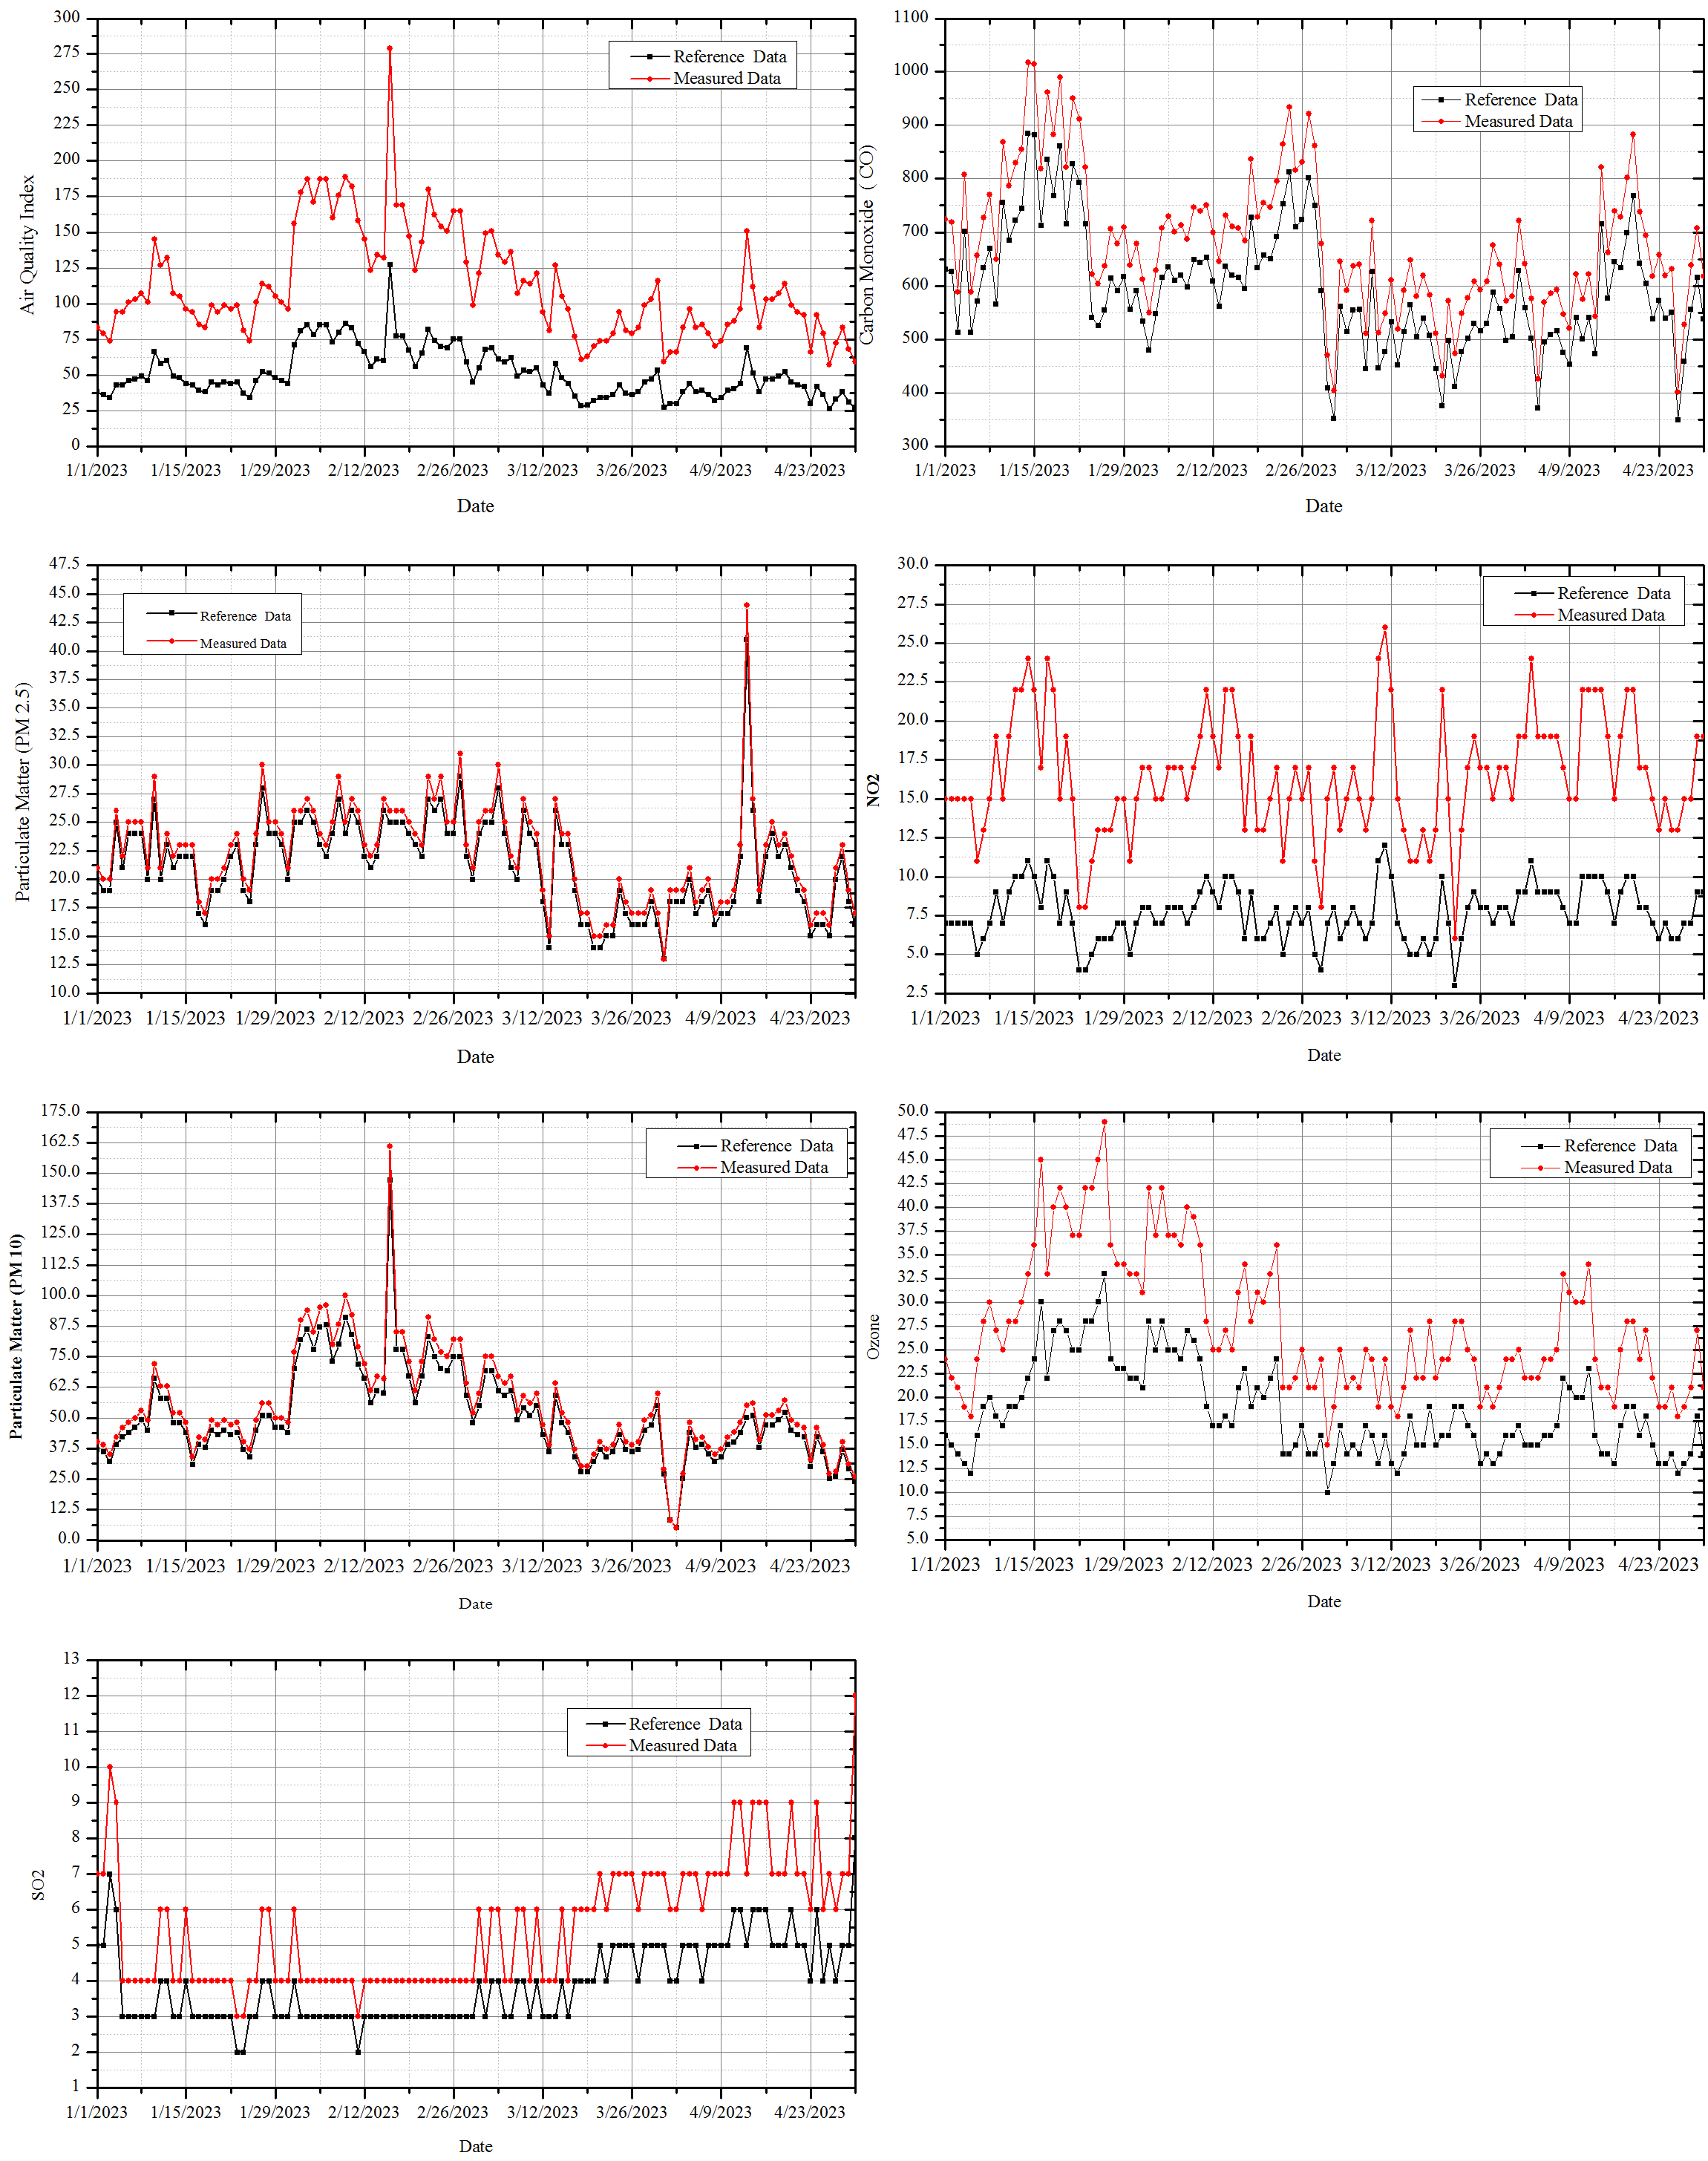 300
275
250
225
200
175
150
125
100
75
50
25
0
Air Quality Index
Reference Data
Measured Data
1/1/2023 1/15/2023 1/29/2023 2/12/2023 2/26/2023 3/12/2023 3/26/2023 4/9/2023 4/23/2023
Date
1100
1000
900
800
700
600
500
400
300
Carbon Monoxide ( CO)
Reference Data
Measured Data
1/1/2023 1/15/2023 1/29/2023 2/12/2023 2/26/2023 3/12/2023 3/26/2023 4/9/2023 4/23/2023
Date
47.5
45.0
42.5
40.0
37.5
35.0
32.5
30.0
27.5
25.0
22.5
20.0
17.5
15.0
12.5
10.0
Particulate Matter (PM 2.5)
Reference Data
Measured Data
1/1/2023 1/15/2023 1/29/2023 2/12/2023 2/26/2023 3/12/2023 3/26/2023 4/9/2023 4/23/2023
Date
30.0
27.5
25.0
22.5
20.0
17.5
15.0
12.5
10.0
7.5
5.0
2.5
NO2
Reference Data
Measured Data
1/1/2023 1/15/2023 1/29/2023 2/12/2023 2/26/2023 3/12/2023 3/26/2023 4/9/2023 4/23/2023
Date
175.0
162.5
150.0
137.5
125.0
112.5
100.0
87.5
75.0
62.5
50.0
37.5
25.0
12.5
0.0
Particulate Matter (PM 10)
Reference Data
Measured Data
1/1/2023 1/15/2023 1/29/2023 2/12/2023 2/26/2023 3/12/2023 3/26/2023 4/9/2023 4/23/2023
Date
50.0
47.5
45.0
42.5
40.0
37.5
35.0
32.5
30.0
27.5
25.0
22.5
20.0
17.5
15.0
12.5
10.0
7.5
5.0
Ozone
Reference Data
Measured Data
1/1/2023 1/15/2023 1/29/2023 2/12/2023 2/26/2023 3/12/2023 3/26/2023 4/9/2023 4/23/2023
Date
13
12
11
10
9
8
7
6
5
4
3
2
1
SO2
Reference Data
Measured Data
1/1/2023 1/15/2023 1/29/2023 2/12/2023 2/26/2023 3/12/2023 3/26/2023 4/9/2023 4/23/2023
Date